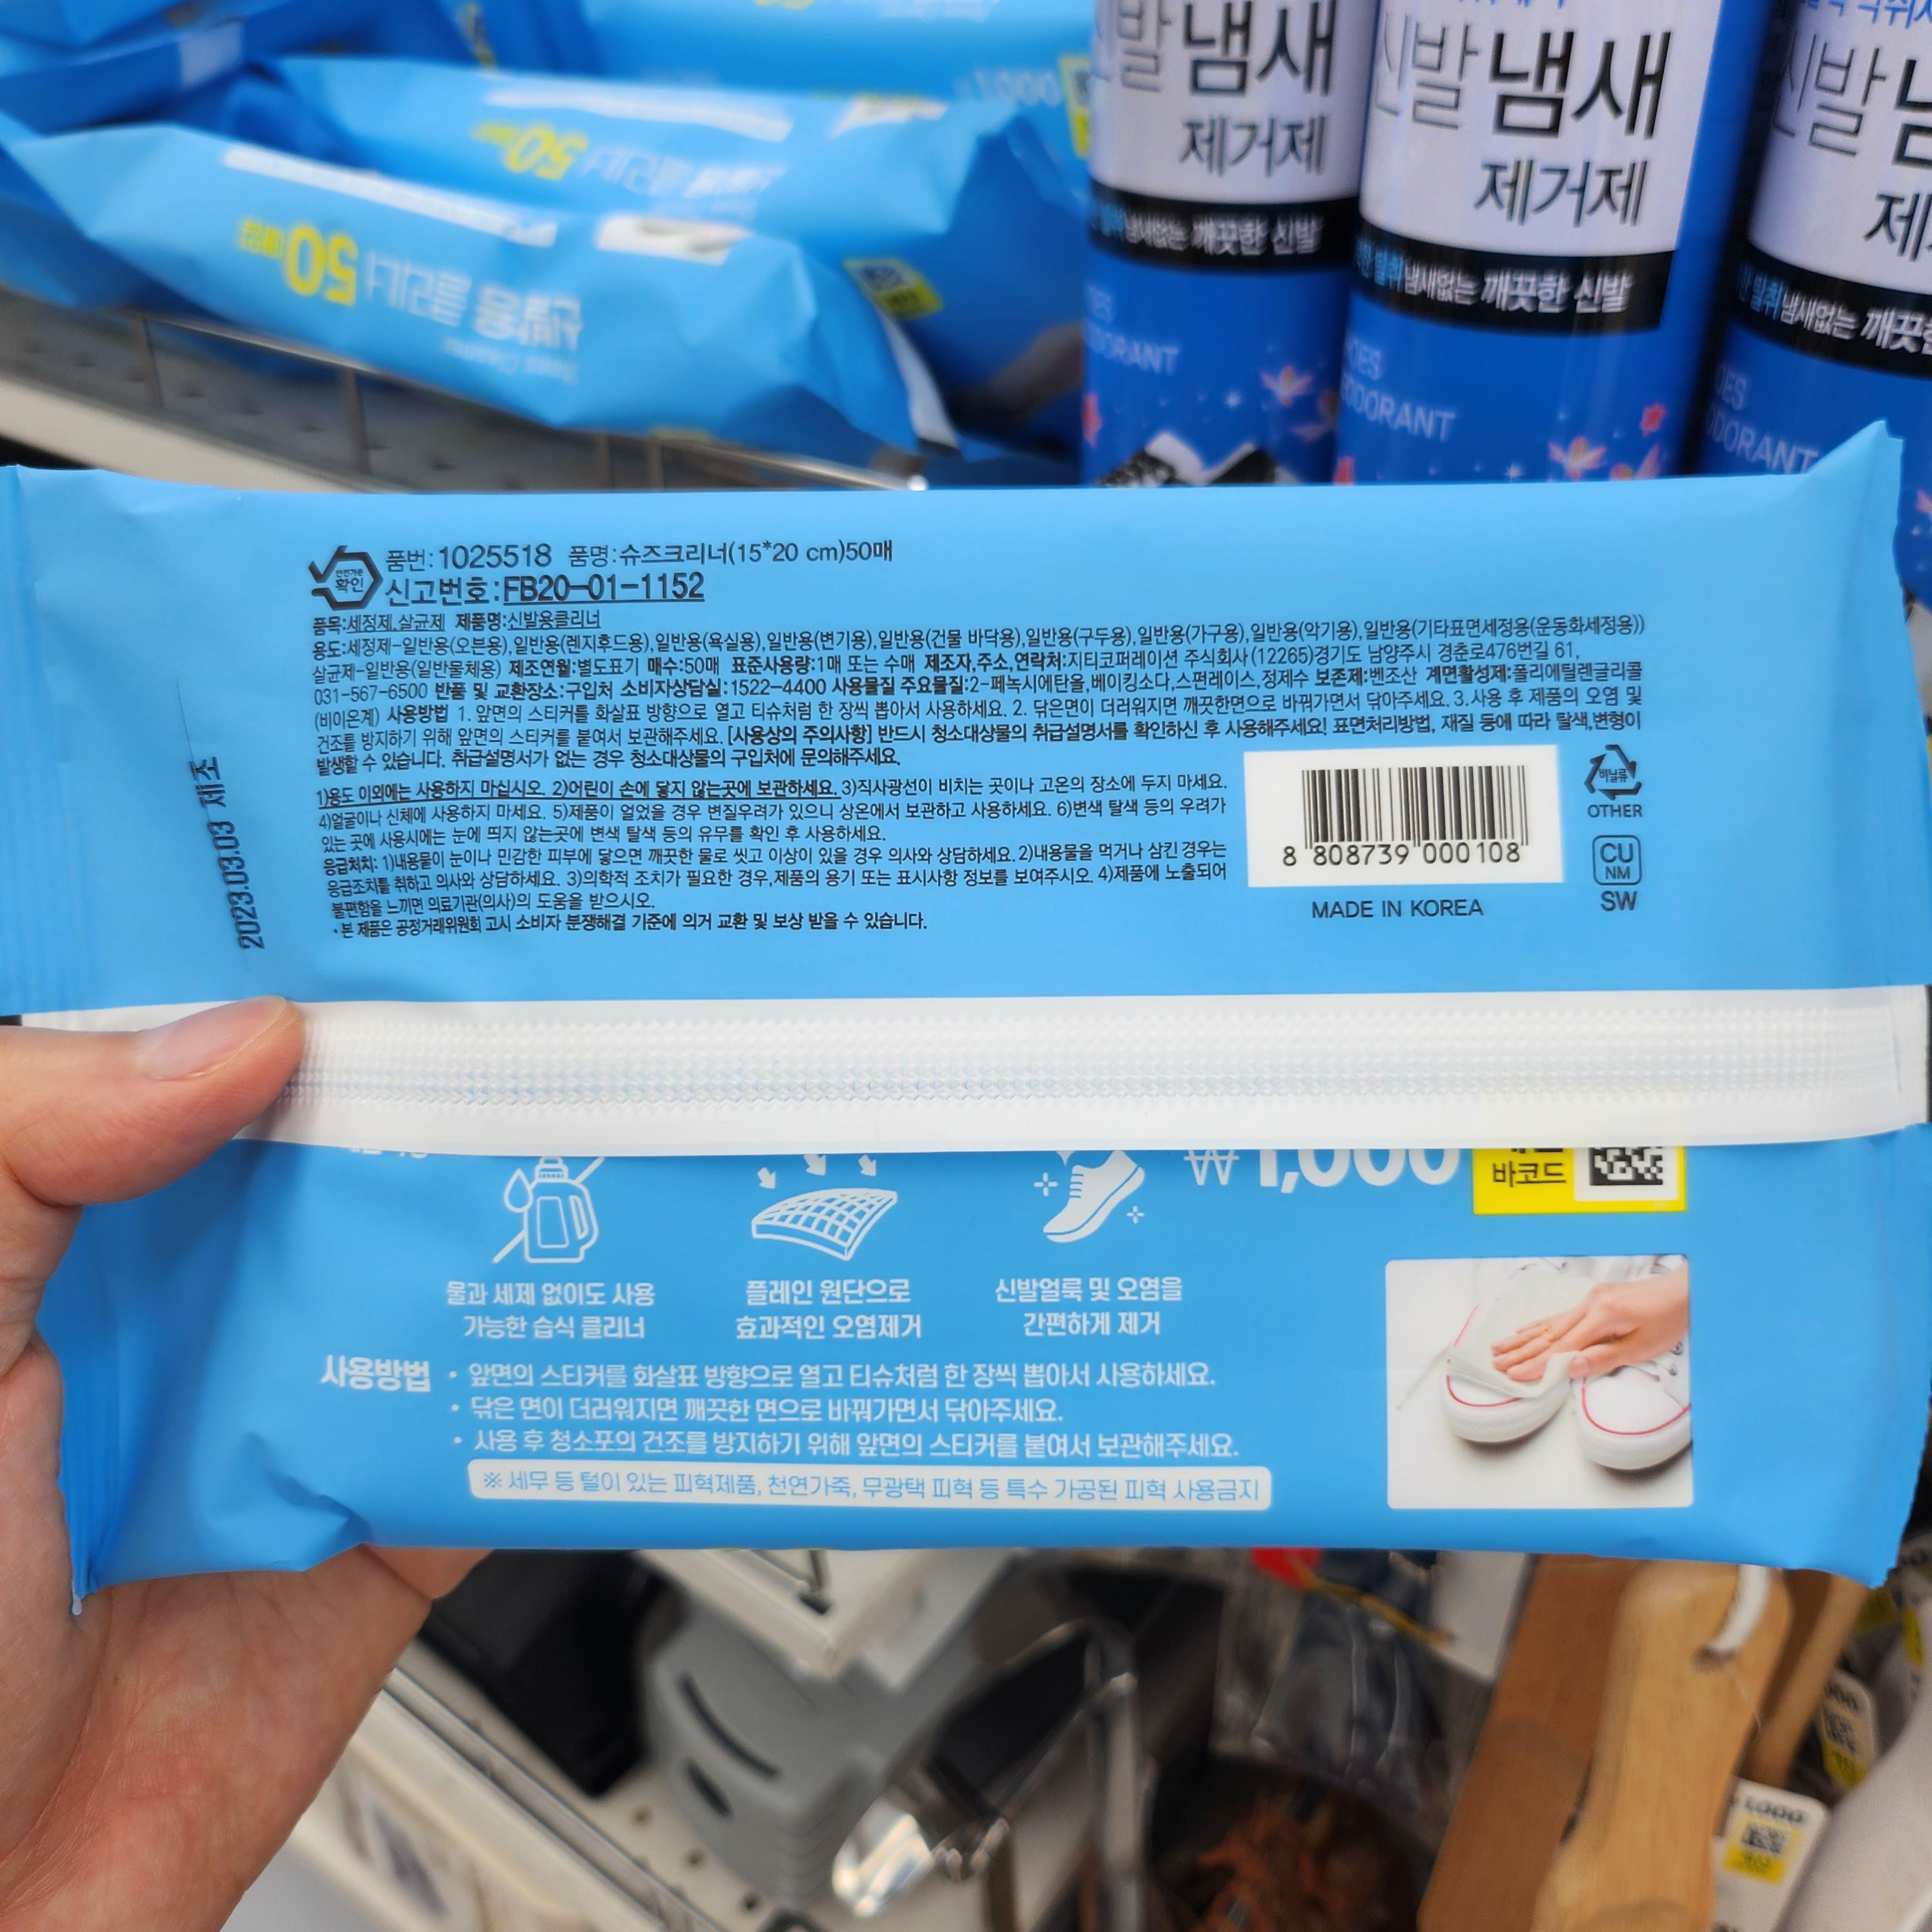 신발 냄새
제거제
냄새없는 깨끗한 신발
신발 냄새
제거제
냄새없는 깨끗한 신발
ODORANT
신발용 클리너 50매입
안전기준
확인
품번:1025518 품명:슈즈크리너(15*20 cm)50매
신고번호:FB20-01-1152
품목:세정제,살균제 제품명:신발용클리너
용도:세정제-일반용(오븐용),일반용(렌지후드용),일반용(욕실용),일반용(변기용),일반용(건물 바닥용),일반용(구두용),일반용(가구용),일반용(악기용),일반용(기타표면세정용(운동화세정용))
살균제-일반용(일반물체용) 제조연월:별도표기 매수:50매 표준사용량:1매 또는 수매 제조자,주소,연락처:지티코퍼레이션 주식회사(12265)경기도 남양주시 경춘로476번길 61,
031-567-6500 반품 및 교환장소:구입처 소비자상담실:1522-4400 사용물질 주요물질:2-페녹시에탄올,베이킹소다,스펀레이스,정제수 보존제:벤조산 계면활성제:폴리에틸렌글리콜
(비이온계) 사용방법 1. 앞면의 스티커를 화살표 방향으로 열고 티슈처럼 한 장씩 뽑아서 사용하세요. 2. 닦은면이 더러워지면 깨끗한면으로 바꿔가면서 닦아주세요. 3.사용 후 제품의 오염 및
건조를 방지하기 위해 앞면의 스티커를 붙여서 보관해주세요. [사용상의 주의사항] 반드시 청소대상물의 취급설명서를 확인하신 후 사용해주세요! 표면처리방법, 재질 등에 따라 탈색,변형이
발생할 수 있습니다. 취급설명서가 없는 경우 청소대상물의 구입처에 문의해주세요.
1)용도 이외에는 사용하지 마십시오. 2)어린이 손에 닿지 않는곳에 보관하세요. 3)직사광선이 비치는 곳이나 고온의 장소에 두지 마세요.
4)얼굴이나 신체에 사용하지 마세요. 5)제품이 얼었을 경우 변질우려가 있으니 상온에서 보관하고 사용하세요. 6)변색 탈색 등의 우려가
있는 곳에 사용시에는 눈에 띄지 않는곳에 변색 탈색 등의 유무를 확인 후 사용하세요.
응급처치: 1)내용물이 눈이나 민감한 피부에 닿으면 깨끗한 물로 씻고 이상이 있을 경우 의사와 상담하세요. 2)내용물을 먹거나 삼킨 경우는
응급조치를 취하고 의사와 상담하세요. 3)의학적 조치가 필요한 경우,제품의 용기 또는 표시사항 정보를 보여주시오. 4)제품에 노출되어
불편함을 느끼면 의료기관(의사)의 도움을 받으시오.
·본 제품은 공정거래위원회 고시 소비자 분쟁해결 기준에 의거 교환 및 보상 받을 수 있습니다.
2023.03.03 제조
8 808739 000108
MADE IN KOREA
비닐류
OTHER
CU
NM
SW
₩1,000
바코드
물과 세제 없이도 사용
가능한 습식 클리너
플레인 원단으로
효과적인 오염제거
신발얼룩 및 오염을
간편하게 제거
사용방법
· 앞면의 스티커를 화살표 방향으로 열고 티슈처럼 한 장씩 뽑아서 사용하세요.
· 닦은 면이 더러워지면 깨끗한 면으로 바꿔가면서 닦아주세요.
· 사용 후 청소포의 건조를 방지하기 위해 앞면의 스티커를 붙여서 보관해주세요.
※ 세무 등 털이 있는 피혁제품, 천연가죽, 무광택 피혁 등 특수 가공된 피혁 사용금지